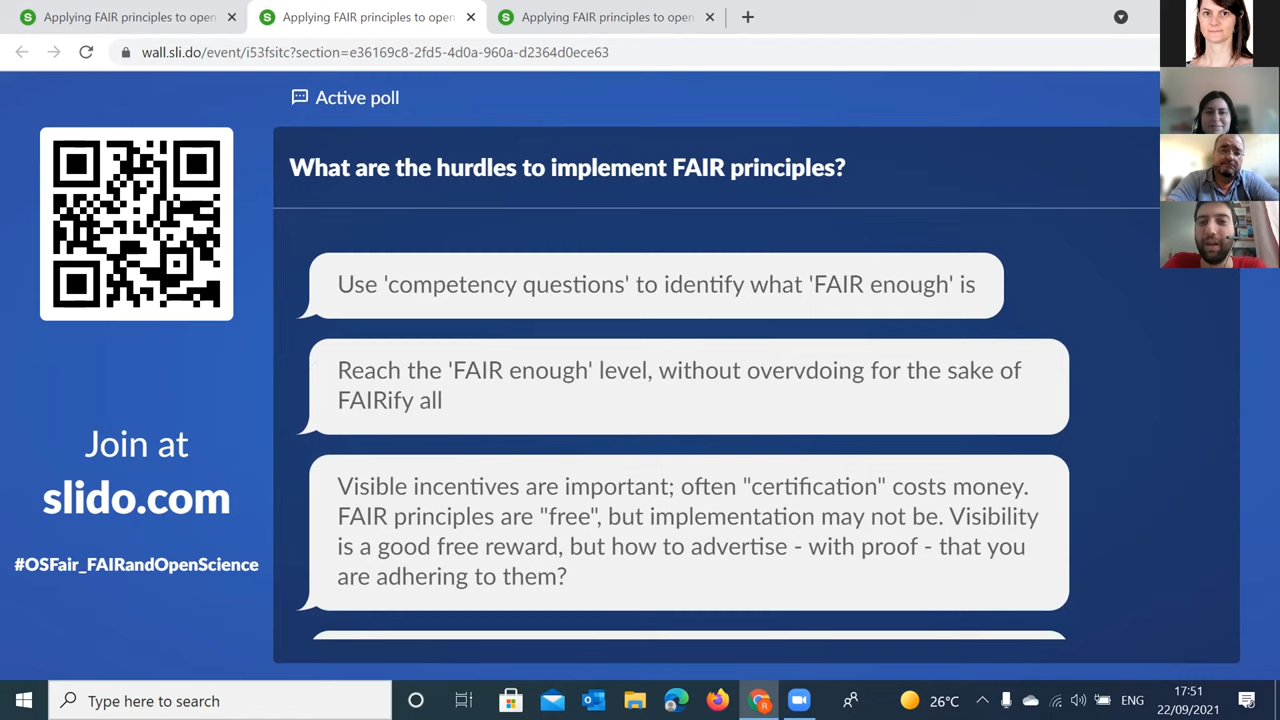 Applying FAIR principles to open
Applying FAIR principles to open
Applying FAIR principles to open
wall.sli.do/event/i53fsitc?section=e36169c8-2fd5-4d0a-960a-d2364d0ece63
Active poll
What are the hurdles to implement FAIR principles?
Use 'competency questions' to identify what 'FAIR enough' is
Reach the 'FAIR enough' level, without overvdoing for the sake of
FAIRify all
Visible incentives are important; often "certification" costs money.
FAIR principles are "free", but implementation may not be. Visibility
is a good free reward, but how to advertise - with proof - that you
are adhering to them?
Join at
slido.com
#OSFair_FAIRandOpenScience
Type here to search
26°C
ENG
17:51
22/09/2021